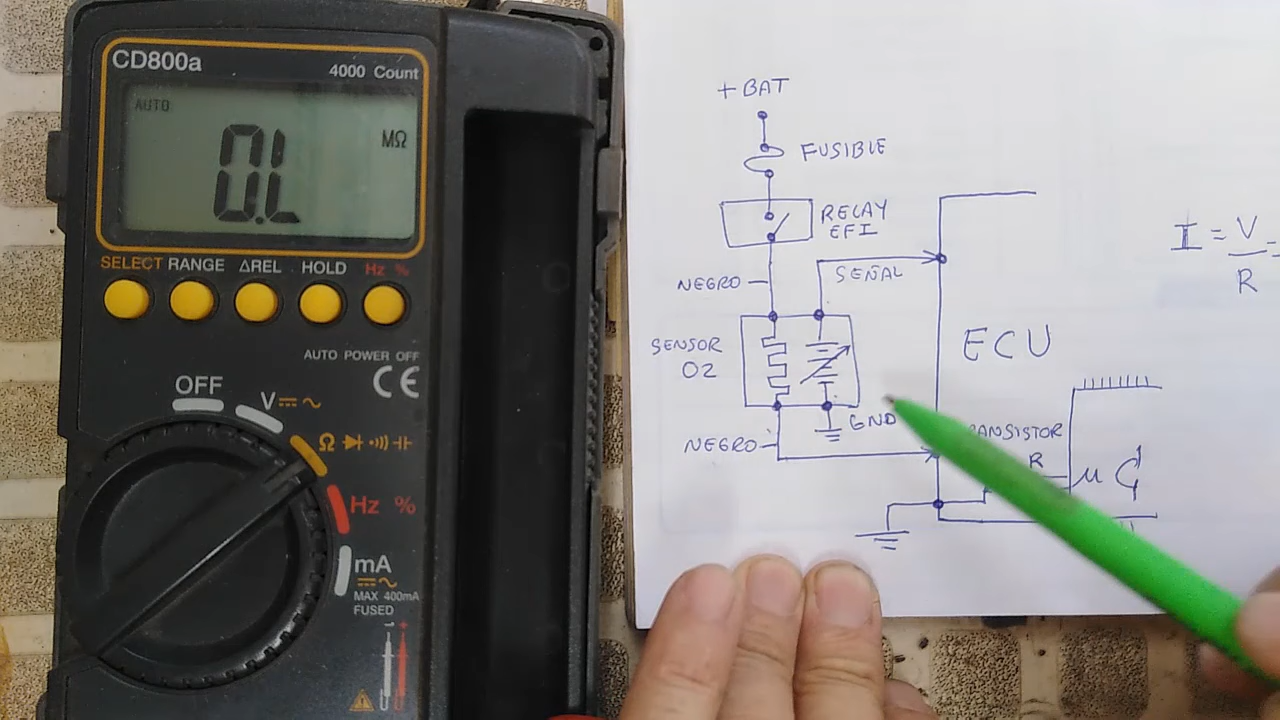 CD800a
4000 Count
AUTO
MΩ
0.L
SELECT RANGE ΔREL HOLD Hz %
AUTO POWER OFF
CE
OFF
V
Ω
Hz %
mA
MAX 400mA
FUSED
- +
+ BAT
FUSIBLE
RELAY
EFI
NEGRO
SEÑAL
SENSOR
O2
ECU
GND
NEGRO
RANSISTOR
R
μC
I = V
R
=